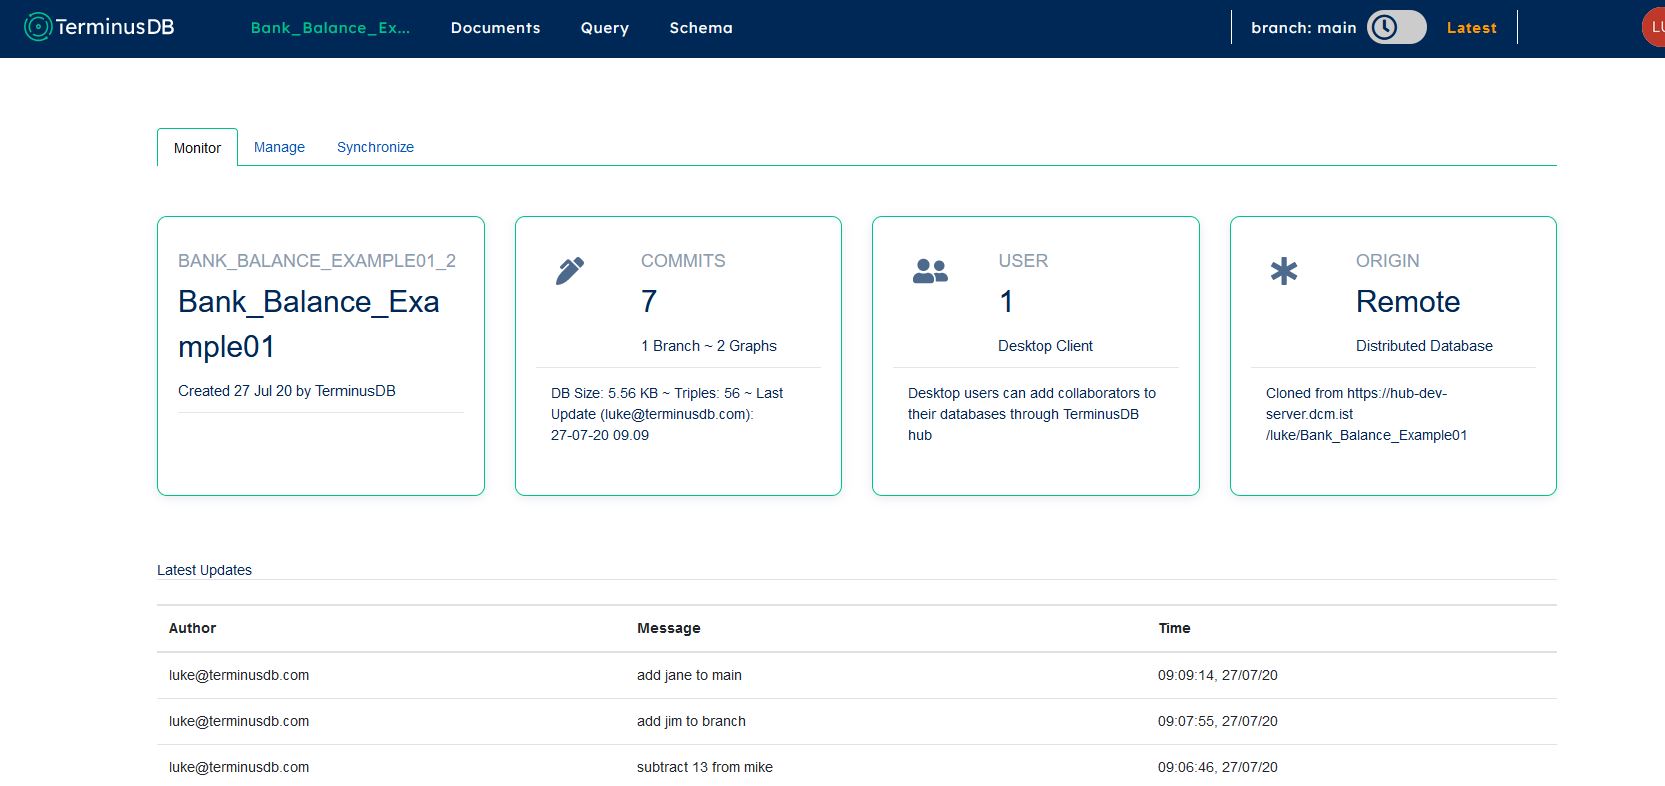 TerminusDB
Bank_Balance_Ex...
Documents
Query
Schema
branch: main
Latest
LU
Monitor
Manage
Synchronize
BANK_BALANCE_EXAMPLE01_2
Bank_Balance_Exa
mple01
Created 27 Jul 20 by TerminusDB
COMMITS
7
1 Branch ~ 2 Graphs
DB Size: 5.56 KB ~ Triples: 56 ~ Last
Update (luke@terminusdb.com):
27-07-20 09.09
USER
1
Desktop Client
Desktop users can add collaborators to
their databases through TerminusDB
hub
ORIGIN
Remote
Distributed Database
Cloned from https://hub-dev-
server.dcm.ist
/luke/Bank_Balance_Example01
Latest Updates
Author Message Time
luke@terminusdb.com add jane to main 09:09:14, 27/07/20
luke@terminusdb.com add jim to branch 09:07:55, 27/07/20
luke@terminusdb.com subtract 13 from mike 09:06:46, 27/07/20